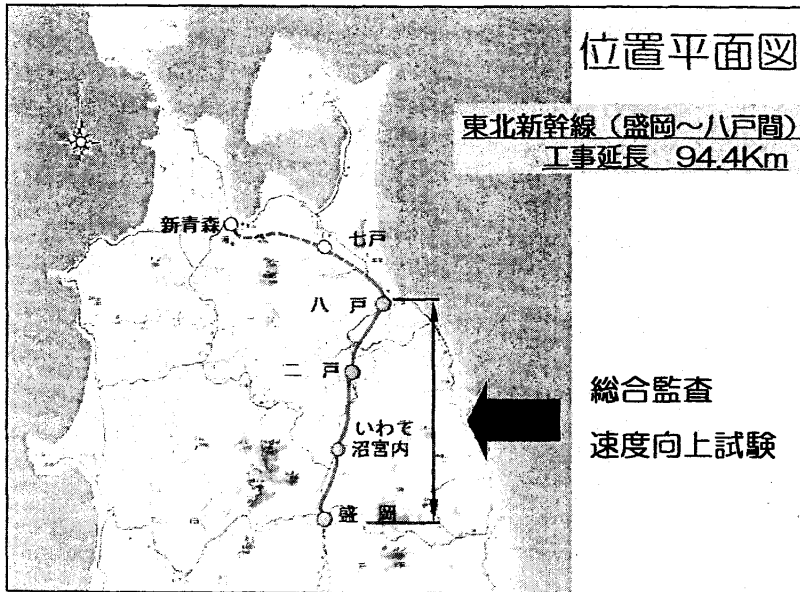 位置平面図
東北新幹線（盛岡～八戸間）
工事延長　94.4Km
新青森
七戸
八　戸
二　戸
いわて
沼宮内
盛　岡
総合監査
速度向上試験